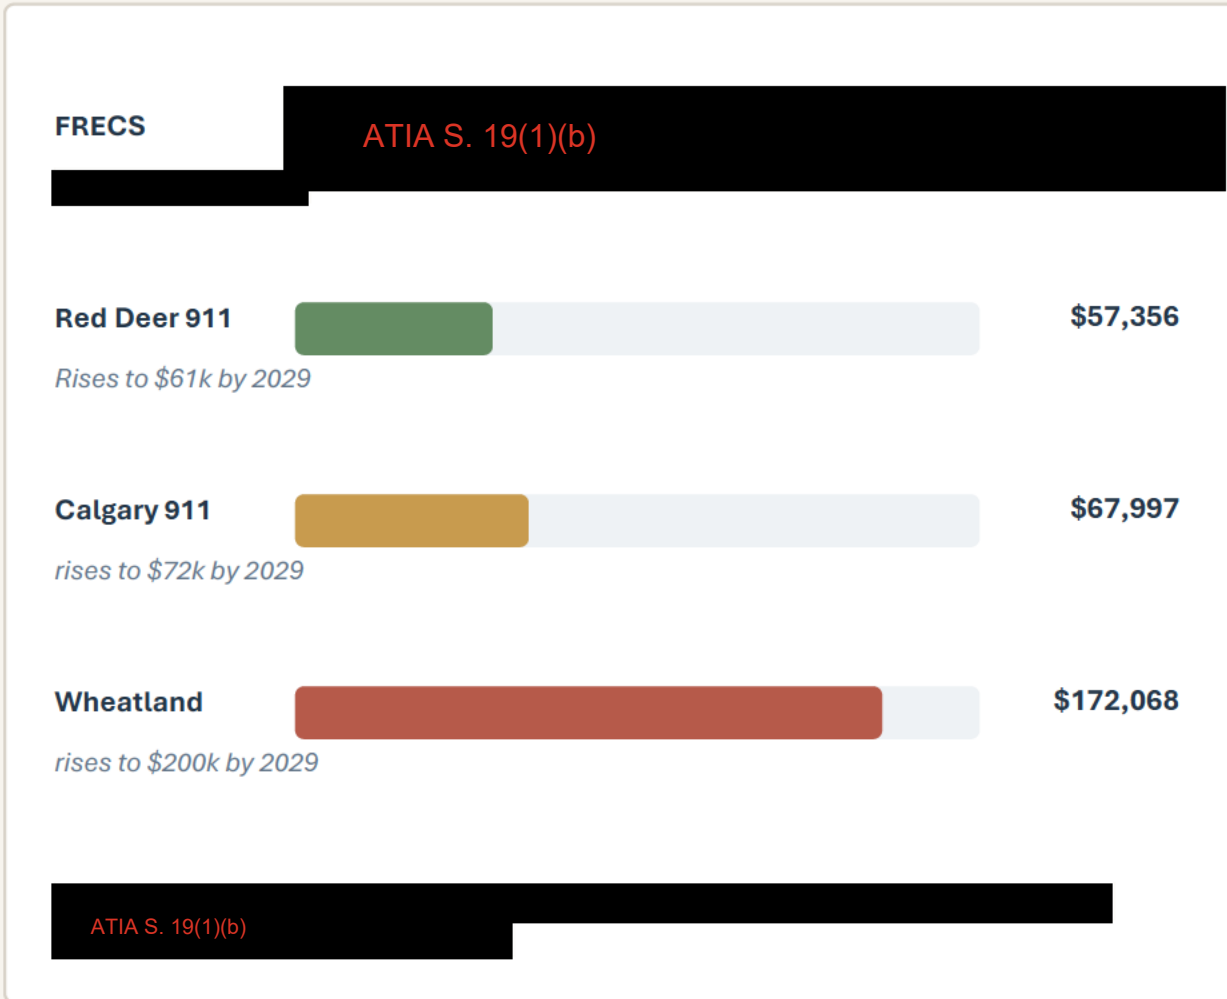 FRECS
ATIA S. 19(1)(b)
Red Deer 911
$57,356
Rises to $61k by 2029
Calgary 911
$67,997
rises to $72k by 2029
Wheatland
$172,068
rises to $200k by 2029
ATIA S. 19(1)(b)